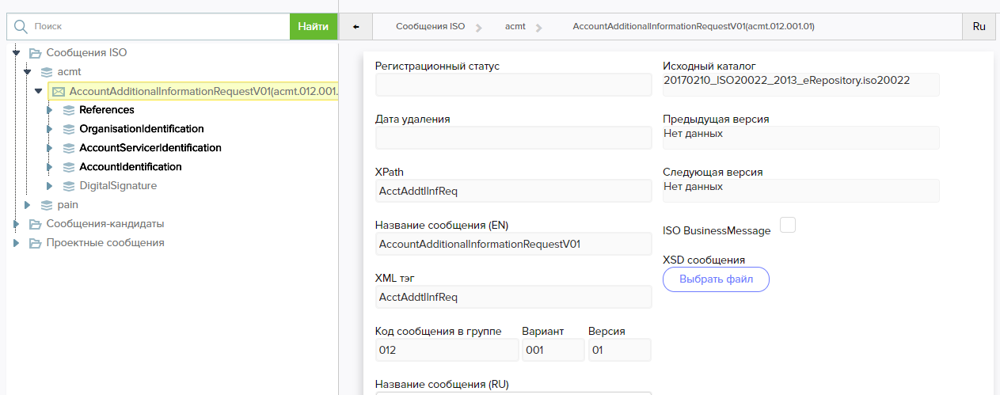 Поиск
Найти
Сообщения ISO
acmt
AccountAdditionalInformationRequestV01(acmt.012.001.
References
OrganisationIdentification
AccountServicerIdentification
AccountIdentification
DigitalSignature
pain
Сообщения-кандидаты
Проектные сообщения
Сообщения ISO acmt AccountAdditionalInformationRequestV01(acmt.012.001.01) Ru
Регистрационный статус
Дата удаления
XPath
AcctAddtlInfReq
Название сообщения (EN)
AccountAdditionalInformationRequestV01
XML тэг
AcctAddtlInfReq
Код сообщения в группе Вариант Версия
012 001 01
Название сообщения (RU)
Исходный каталог
20170210_ISO20022_2013_eRepository.iso20022
Предыдущая версия
Нет данных
Следующая версия
Нет данных
ISO BusinessMessage
XSD сообщения
Выбрать файл